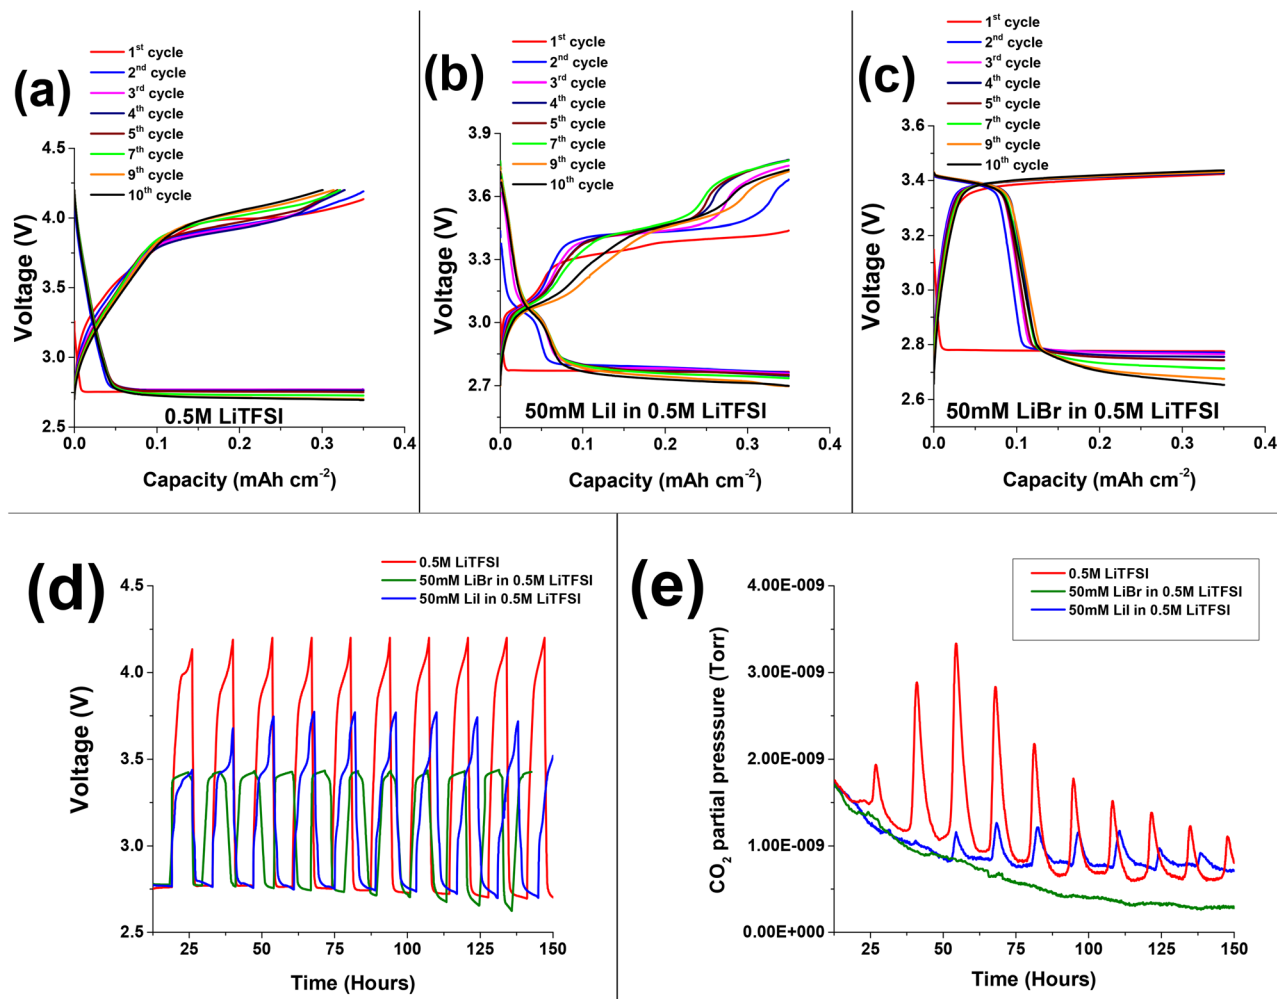 (a)
1st cycle
2nd cycle
3rd cycle
4th cycle
5th cycle
7th cycle
9th cycle
10th cycle
4.5
4.0
3.5
3.0
2.5
Voltage (V)
0.5M LiTFSI
0.0 0.1 0.2 0.3 0.4
Capacity (mAh cm-2)
(b)
1st cycle
2nd cycle
3rd cycle
4th cycle
5th cycle
7th cycle
9th cycle
10th cycle
3.9
3.6
3.3
3.0
2.7
Voltage (V)
50mM LiI in 0.5M LiTFSI
0.0 0.1 0.2 0.3 0.4
Capacity (mAh cm-2)
(c)
1st cycle
2nd cycle
3rd cycle
4th cycle
5th cycle
7th cycle
9th cycle
10th cycle
3.6
3.4
3.2
3.0
2.8
2.6
Voltage (V)
50mM LiBr in 0.5M LiTFSI
0.0 0.1 0.2 0.3 0.4
Capacity (mAh cm-2)
(d)
0.5M LiTFSI
50mM LiBr in 0.5M LiTFSI
50mM LiI in 0.5M LiTFSI
4.5
4.0
3.5
3.0
2.5
Voltage (V)
25 50 75 100 125 150
Time (Hours)
(e)
0.5M LiTFSI
50mM LiBr in 0.5M LiTFSI
50mM LiI in 0.5M LiTFSI
4.00E-009
3.00E-009
2.00E-009
1.00E-009
0.00E+000
CO2 partial presssure (Torr)
25 50 75 100 125 150
Time (Hours)